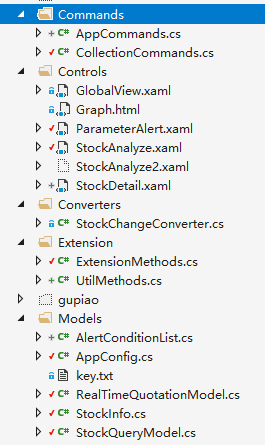 Commands
C# AppCommands.cs
C# CollectionCommands.cs
Controls
GlobalView.xaml
Graph.html
ParameterAlert.xaml
StockAnalyze.xaml
StockAnalyze2.xaml
StockDetail.xaml
Converters
C# StockChangeConverter.cs
Extension
C# ExtensionMethods.cs
C# UtilMethods.cs
gupiao
Models
C# AlertConditionList.cs
C# AppConfig.cs
key.txt
C# RealTimeQuotationModel.cs
C# StockInfo.cs
C# StockQueryModel.cs